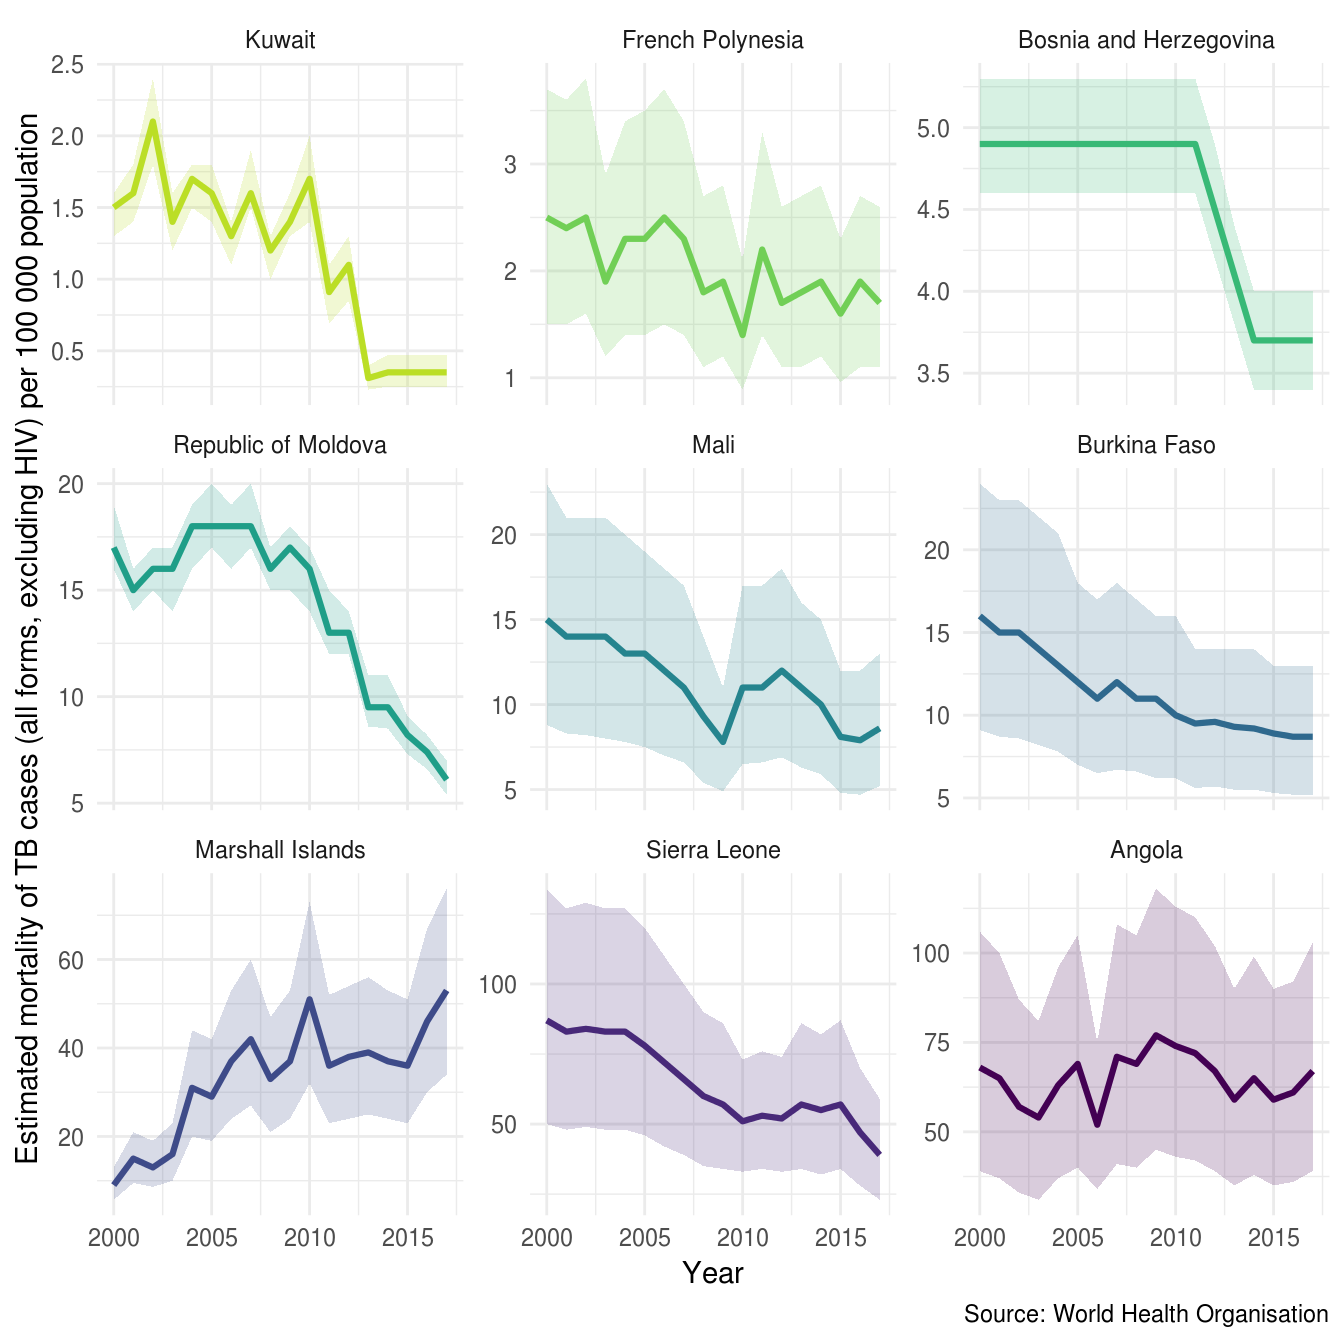 Estimated mortality of TB cases (all forms, excluding HIV) per 100 000 population
Kuwait
2.5
2.0
1.5
1.0
0.5
French Polynesia
3
2
1
Bosnia and Herzegovina
5.0
4.5
4.0
3.5
Republic of Moldova
20
15
10
5
Mali
20
15
10
5
Burkina Faso
20
15
10
5
Marshall Islands
60
40
20
Sierra Leone
100
50
Angola
100
75
50
2000 2005 2010 2015
2000 2005 2010 2015
2000 2005 2010 2015
Year
Source: World Health Organisation